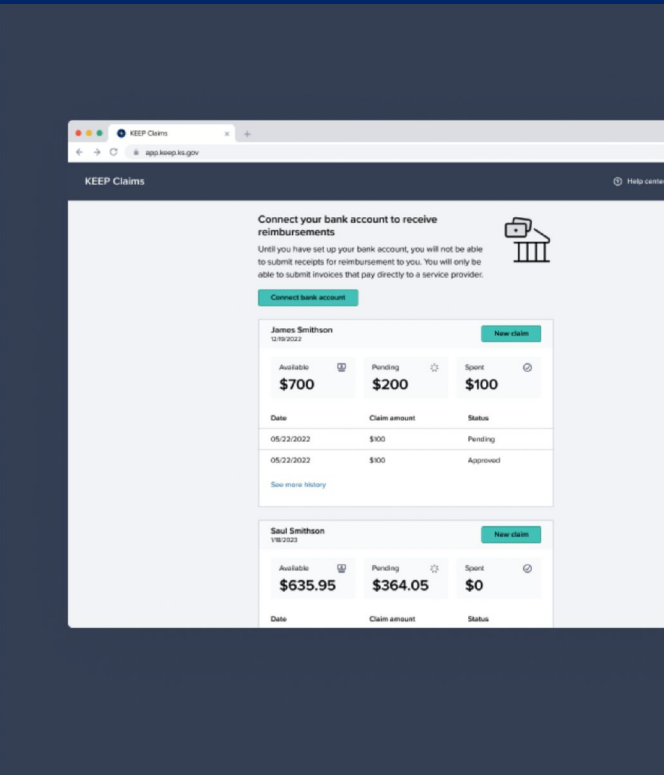 KEEP Claims
app.keep.ks.gov
KEEP Claims
Help center
Connect your bank account to receive
reimbursements
Until you have set up your bank account, you will not be able
to submit receipts for reimbursement to you. You will only be
able to submit invoices that pay directly to a service provider.
Connect bank account
James Smithson
12/19/2022
New claim
Available Pending Spent
$700 $200 $100
Date Claim amount Status
05/22/2022 $100 Pending
05/22/2022 $100 Approved
See more history
Saul Smithson
1/18/2023
New claim
Available Pending Spent
$635.95 $364.05 $0
Date Claim amount Status